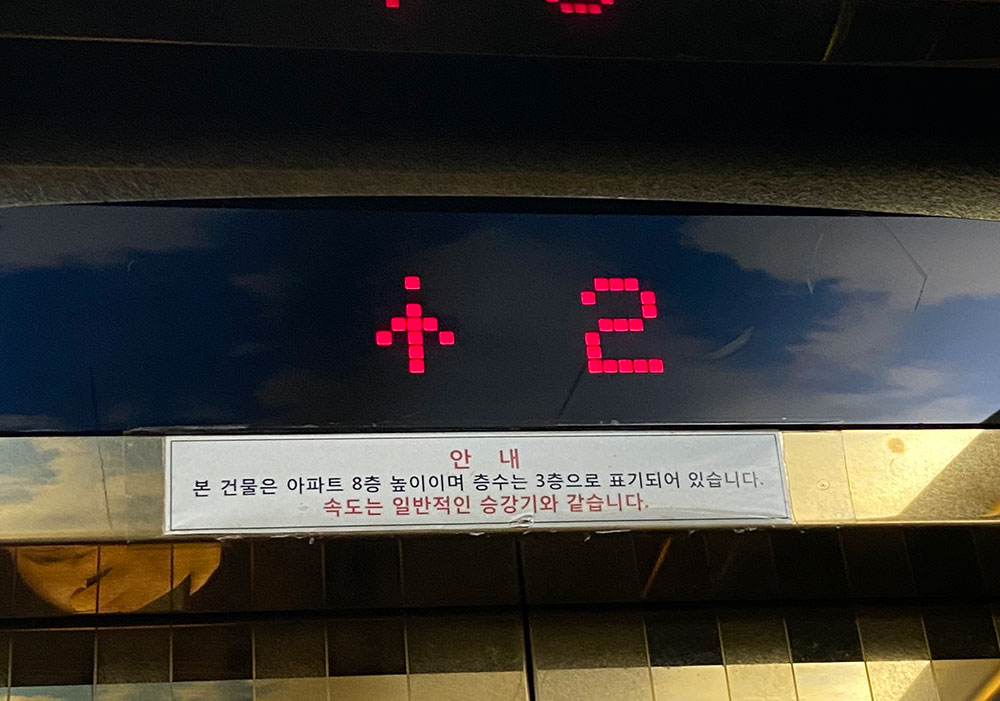 2
안 내
본 건물은 아파트 8층 높이이며 층수는 3층으로 표기되어 있습니다.
속도는 일반적인 승강기와 같습니다.